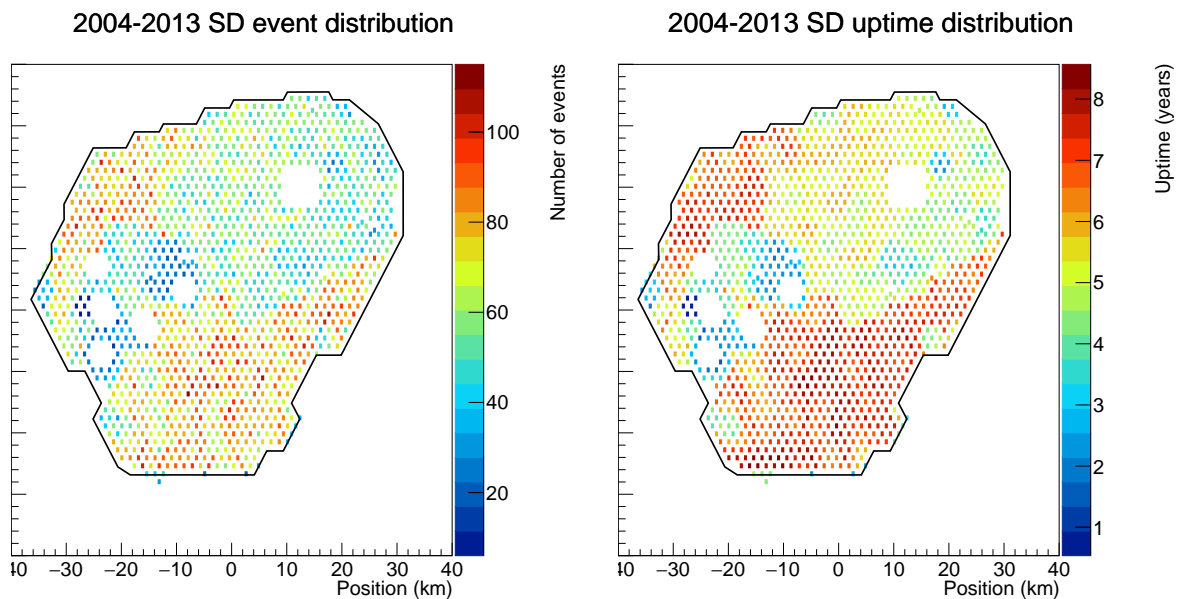 2004-2013 SD event distribution
2004-2013 SD uptime distribution
Number of events
100
80
60
40
20
40 −30 −20 −10 0 10 20 30 40
Position (km)
Uptime (years)
8
7
6
5
4
3
2
1
40 −30 −20 −10 0 10 20 30 40
Position (km)